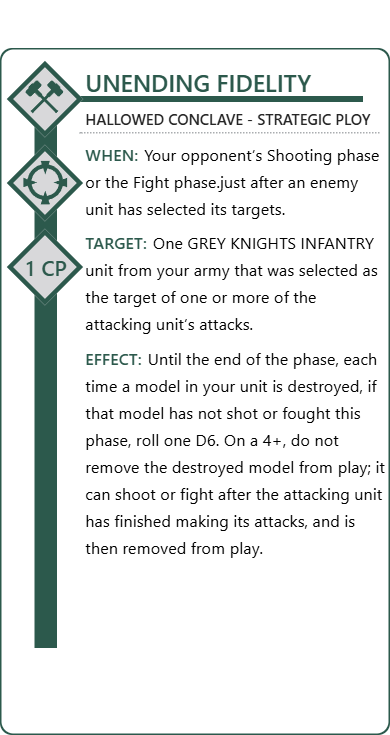 UNENDING FIDELITY
HALLOWED CONCLAVE - STRATEGIC PLOY
WHEN: Your opponent's Shooting phase
or the Fight phase.just after an enemy
unit has selected its targets.
1 CP
TARGET: One GREY KNIGHTS INFANTRY
unit from your army that was selected as
the target of one or more of the
attacking unit's attacks.
EFFECT: Until the end of the phase, each
time a model in your unit is destroyed, if
that model has not shot or fought this
phase, roll one D6. On a 4+, do not
remove the destroyed model from play; it
can shoot or fight after the attacking unit
has finished making its attacks, and is
then removed from play.